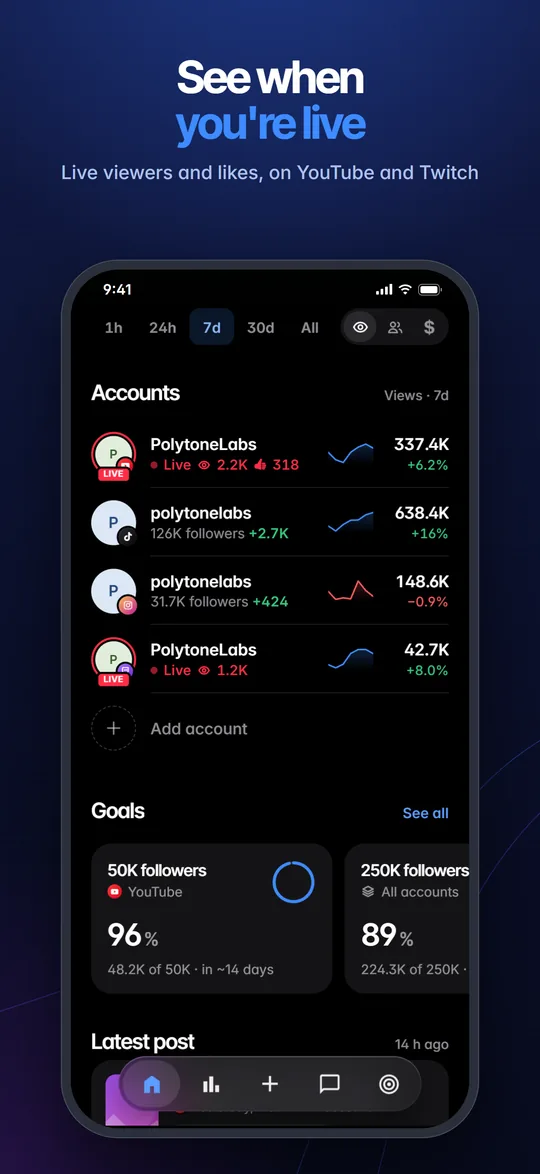 See when
you're live
Live viewers and likes, on YouTube and Twitch
9:41
1h 24h 7d 30d All $
Accounts Views · 7d
P LIVE PolytoneLabs 337.4K
Live 2.2K 318 +6.2%
P polytonelabs 638.4K
126K followers +2.7K +16%
P polytonelabs 148.6K
31.7K followers +424 −0.9%
P LIVE PolytoneLabs 42.7K
Live 1.2K +8.0%
+ Add account
Goals See all
50K followers
YouTube
96%
48.2K of 50K · in ~14 days
250K followers
All accounts
89%
224.3K of 250K ·
Latest post 14 h ago